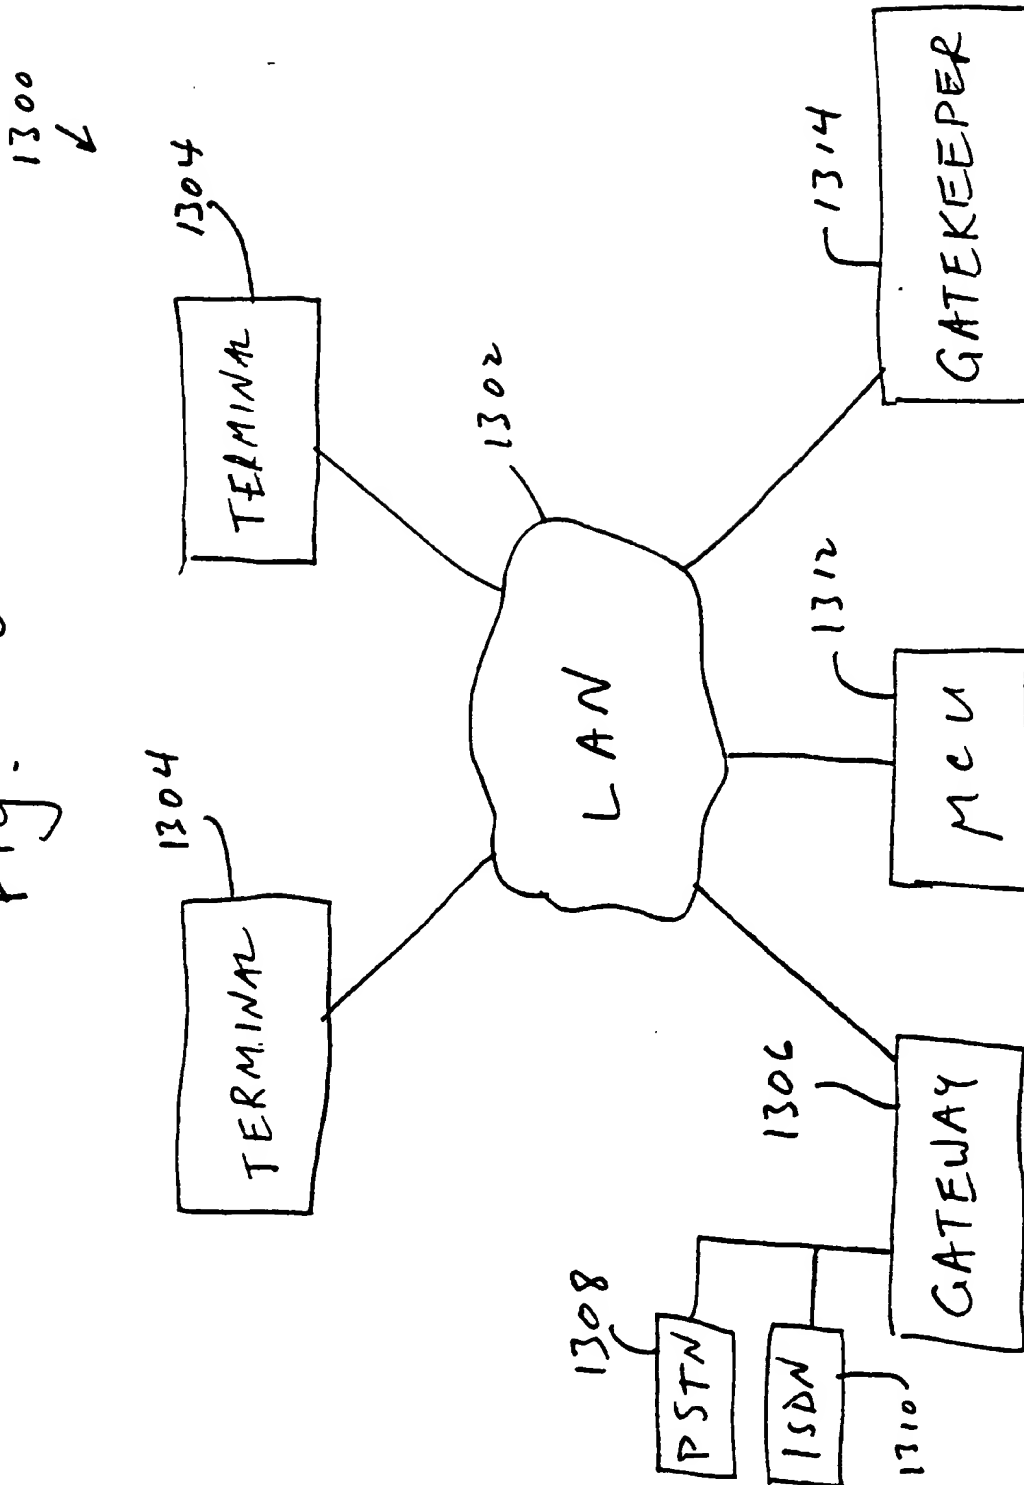 1300
1304
TERMINAL
1304
TERMINAL
1302
LAN
1308
PSTN
ISDN
1310
1306
GATEWAY
1312
MCU
1314
GATEKEEPER